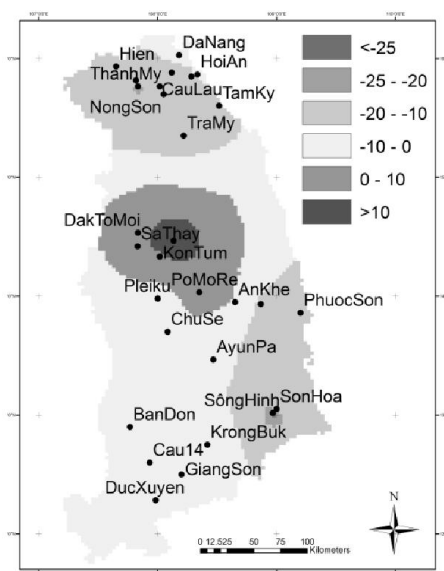 DaNang
Hien
HoiAn
ThanhMy
CauLau
TamKy
NongSon
TraMy
<-25
-25 - -20
-20 - -10
-10 - 0
0 - 10
>10
DakToMoi
SaThay
KonTum
PoMoRe
Pleiku
AnKhe
PhuocSon
ChuSe
AyunPa
SôngHinh
SonHoa
BanDon
KrongBuk
Cau14
GiangSon
DucXuyen
N
0 12.525 50 75 100
Kilometers